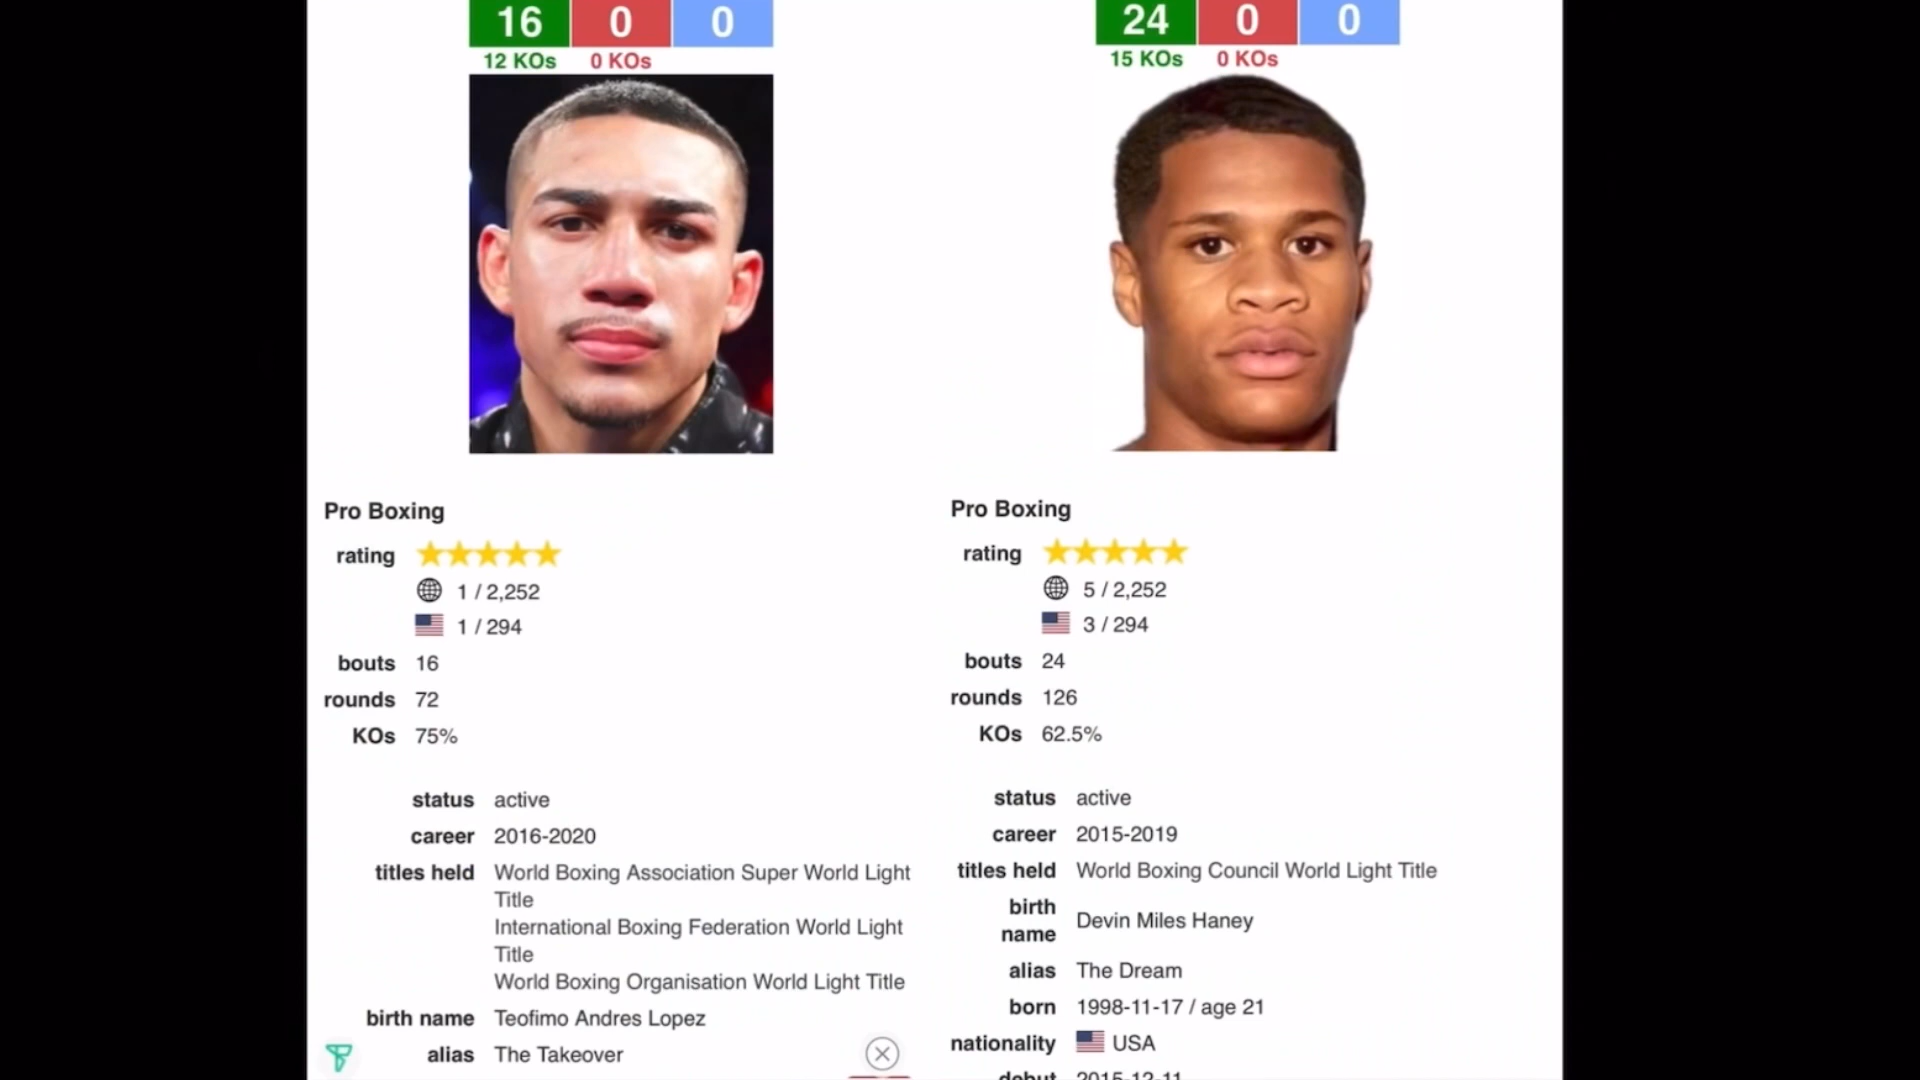 16 0 0
12 KOs 0 KOs
Pro Boxing
rating
1 / 2,252
1 / 294
bouts 16
rounds 72
KOs 75%
status active
career 2016-2020
titles held World Boxing Association Super World Light
Title
International Boxing Federation World Light
Title
World Boxing Organisation World Light Title
birth name Teofimo Andres Lopez
alias The Takeover
24 0 0
15 KOs 0 KOs
Pro Boxing
rating
5 / 2,252
3 / 294
bouts 24
rounds 126
KOs 62.5%
status active
career 2015-2019
titles held World Boxing Council World Light Title
birth
name Devin Miles Haney
alias The Dream
born 1998-11-17 / age 21
nationality USA
debut 2015-12-11